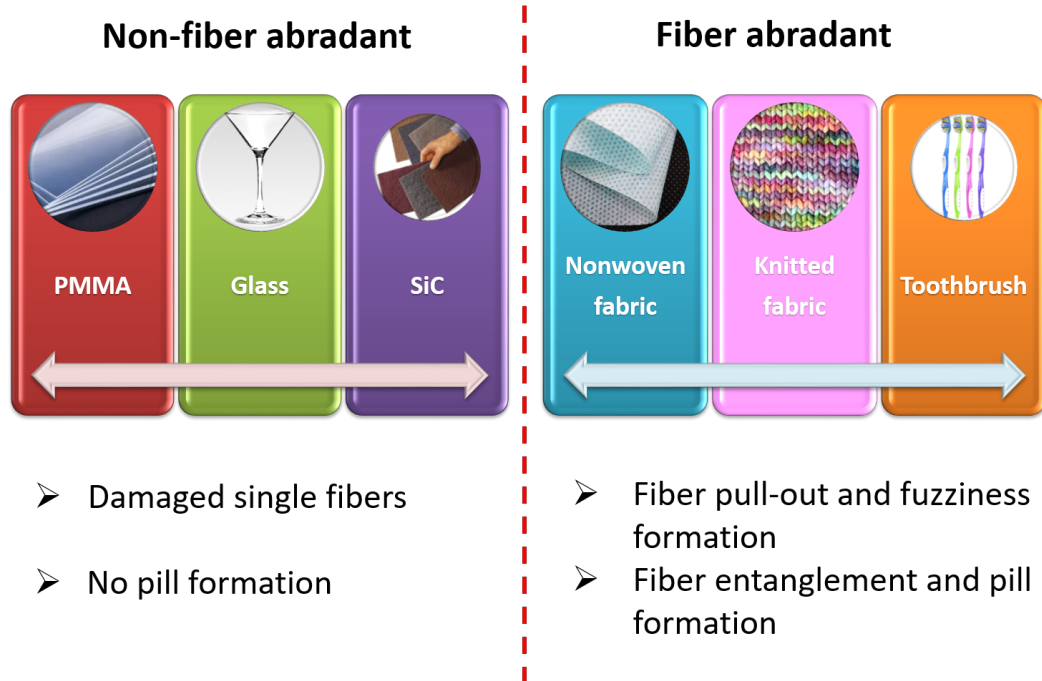 Non-fiber abradant
PMMA
Glass
SiC
➢ Damaged single fibers
➢ No pill formation
Fiber abradant
Nonwoven
fabric
Knitted
fabric
Toothbrush
➢ Fiber pull-out and fuzziness
formation
➢ Fiber entanglement and pill
formation